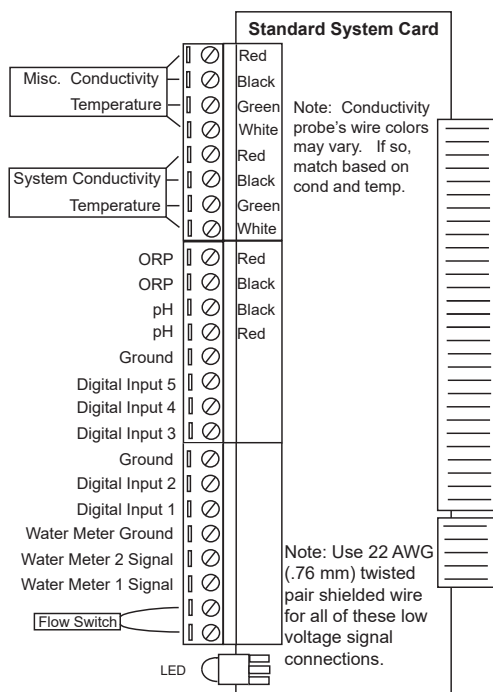 Standard System Card
Misc. Conductivity
Temperature
Red
Black
Green
White
Note: Conductivity
probe's wire colors
may vary. If so,
match based on
cond and temp.
System Conductivity
Temperature
Red
Black
Green
White
ORP Red
ORP Black
pH Black
pH Red
Ground
Digital Input 5
Digital Input 4
Digital Input 3
Ground
Digital Input 2
Digital Input 1
Water Meter Ground
Water Meter 2 Signal
Water Meter 1 Signal
Flow Switch
Note: Use 22 AWG
(.76 mm) twisted
pair shielded wire
for all of these low
voltage signal
connections.
LED